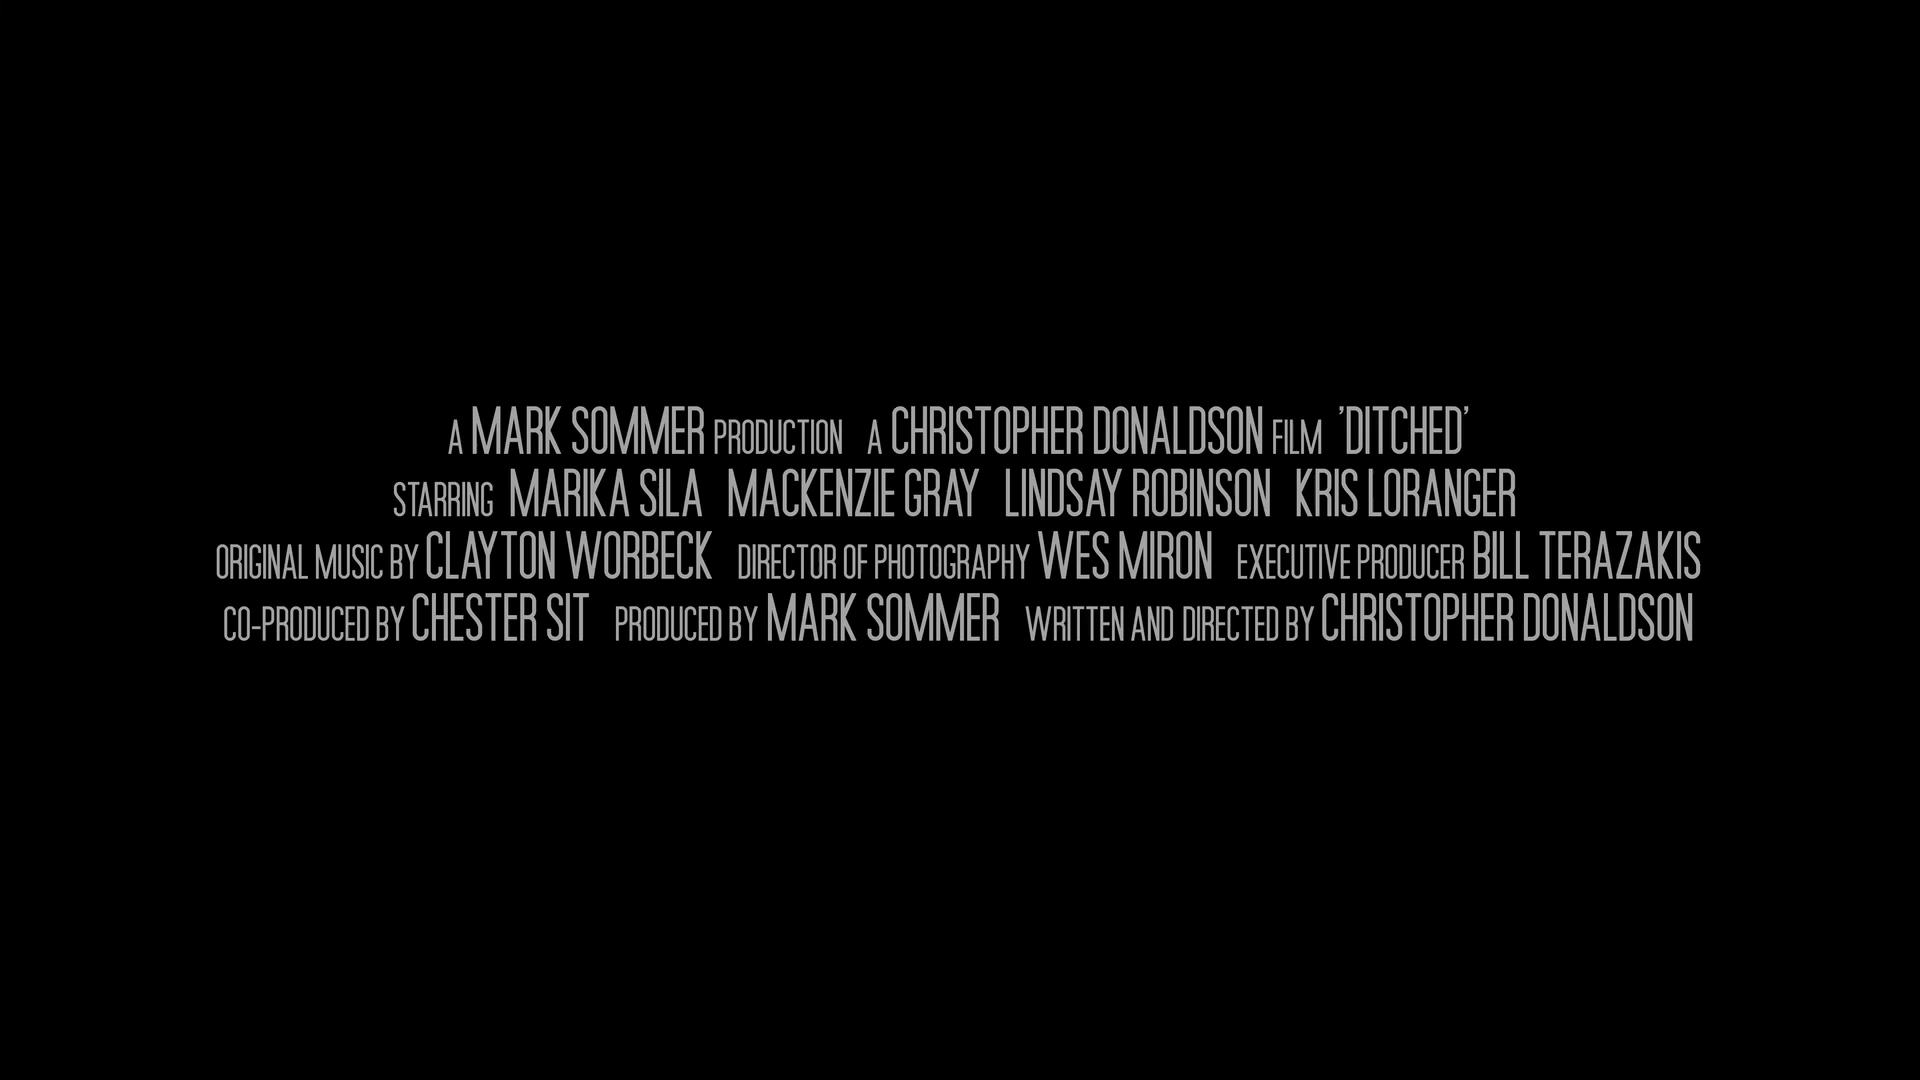 A MARK SOMMER PRODUCTION A CHRISTOPHER DONALDSON FILM 'DITCHED'
STARRING MARIKA SILA MACKENZIE GRAY LINDSAY ROBINSON KRIS LORANGER
ORIGINAL MUSIC BY CLAYTON WORBECK DIRECTOR OF PHOTOGRAPHY WES MIRON EXECUTIVE PRODUCER BILL TERAZAKIS
CO-PRODUCED BY CHESTER SIT PRODUCED BY MARK SOMMER WRITTEN AND DIRECTED BY CHRISTOPHER DONALDSON